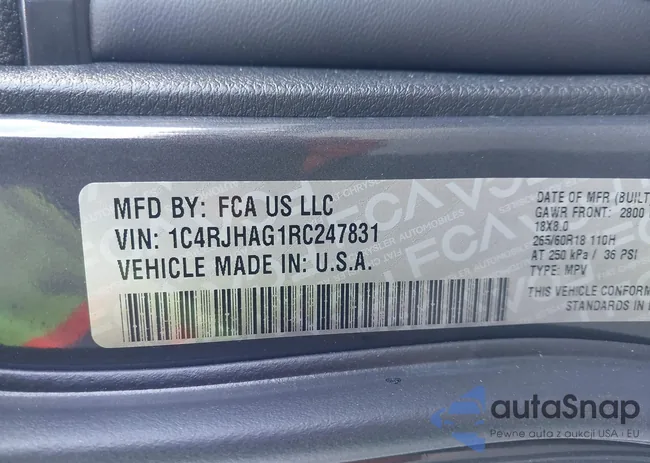 MFD BY: FCA US LLC
VIN: 1C4RJHAG1RC247831
VEHICLE MADE IN: U.S.A.
DATE OF MFR (BUILT
GAWR FRONT: 2800
18X8.0
265/60R18 110H
AT 250 kPa / 36 PSI
TYPE: MPV
THIS VEHICLE CONFORM
STANDARDS IN
autaSnap
Pewne auta z aukcji USA i EU